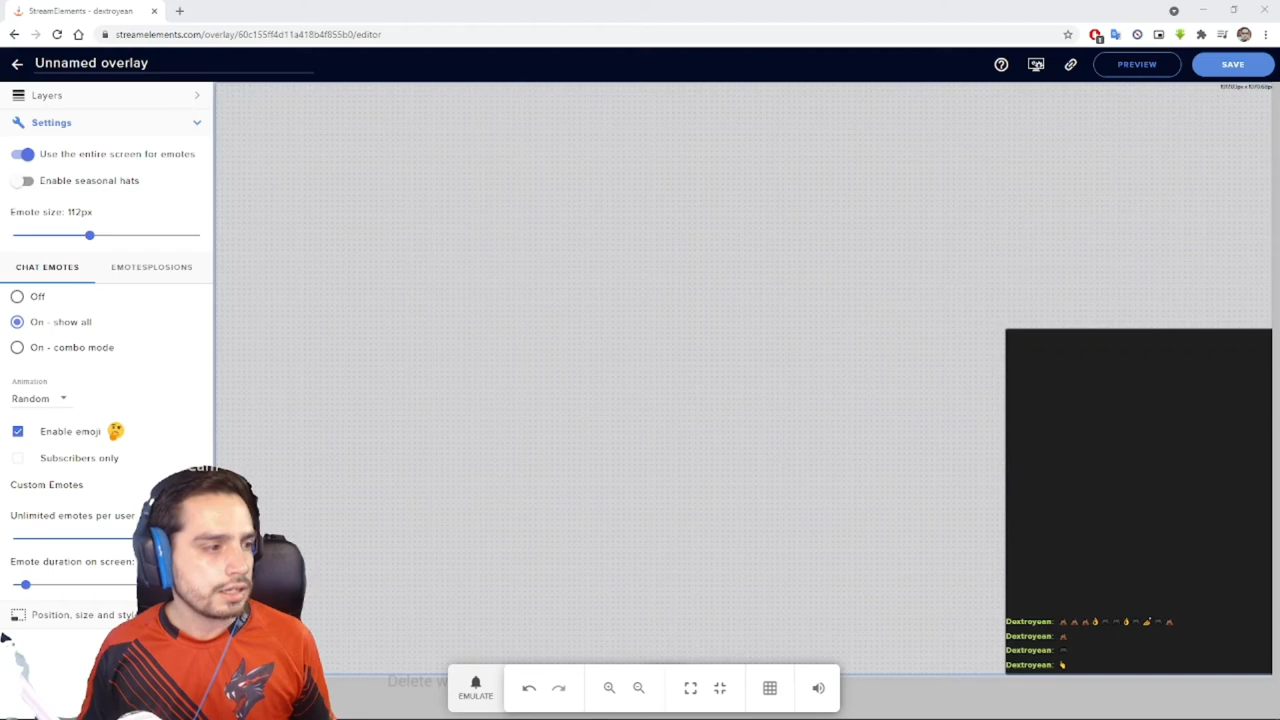 StreamElements - dextroyean
streamelements.com/overlay/60c155ff4d11a418b4f855b0/editor
Unnamed overlay
PREVIEW
SAVE
Layers
Settings
Use the entire screen for emotes
Enable seasonal hats
Emote size: 112px
CHAT EMOTES
EMOTESPLOSIONS
Off
On - show all
On - combo mode
Animation
Random
Enable emoji
Subscribers only
Custom Emotes
Unlimited emotes per user
Emote duration on screen:
Position, size and
Dextroyean:
Dextroyean:
Dextroyean:
Dextroyean:
Delete
EMULATE